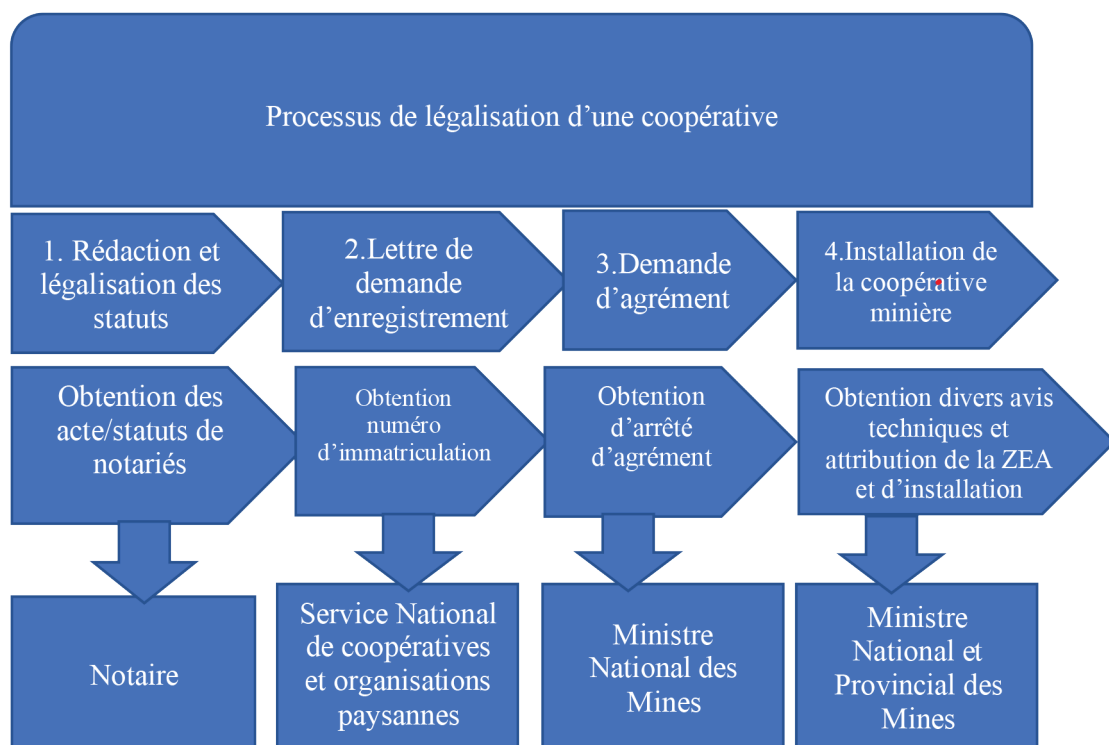 Processus de légalisation d’une coopérative
1. Rédaction et
légalisation des
statuts
2.Lettre de
demande
d’enregistrement
3.Demande
d’agrément
4.Installation de
la coopérative
minière
Obtention des
acte/statuts de
notariés
Obtention
numéro
d’immatriculation
Obtention
d’arrêté
d’agrément
Obtention divers avis
techniques et
attribution de la ZEA
et d’installation
Notaire
Service National
de coopératives
et organisations
paysannes
Ministre
National des
Mines
Ministre
National et
Provincial des
Mines